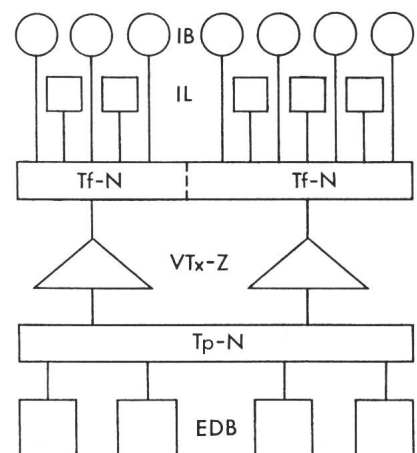 IB
IL
Tf-N Tf-N
VTx-Z
Tp-N
EDB